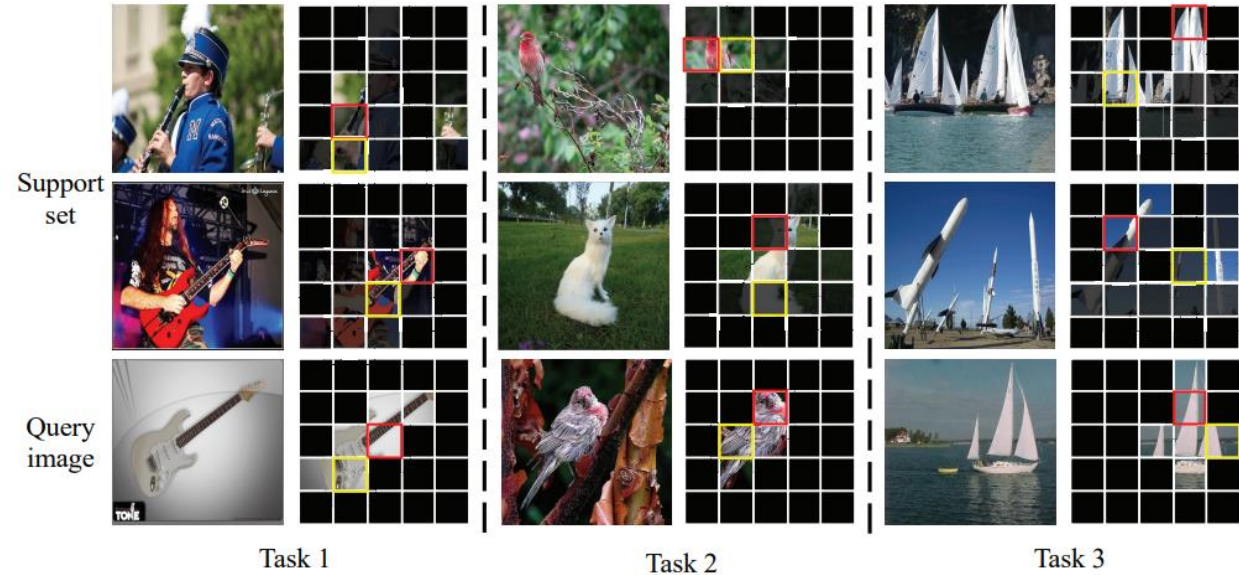 Support
set
Query
image
TONE
Task 1
Task 2
Task 3